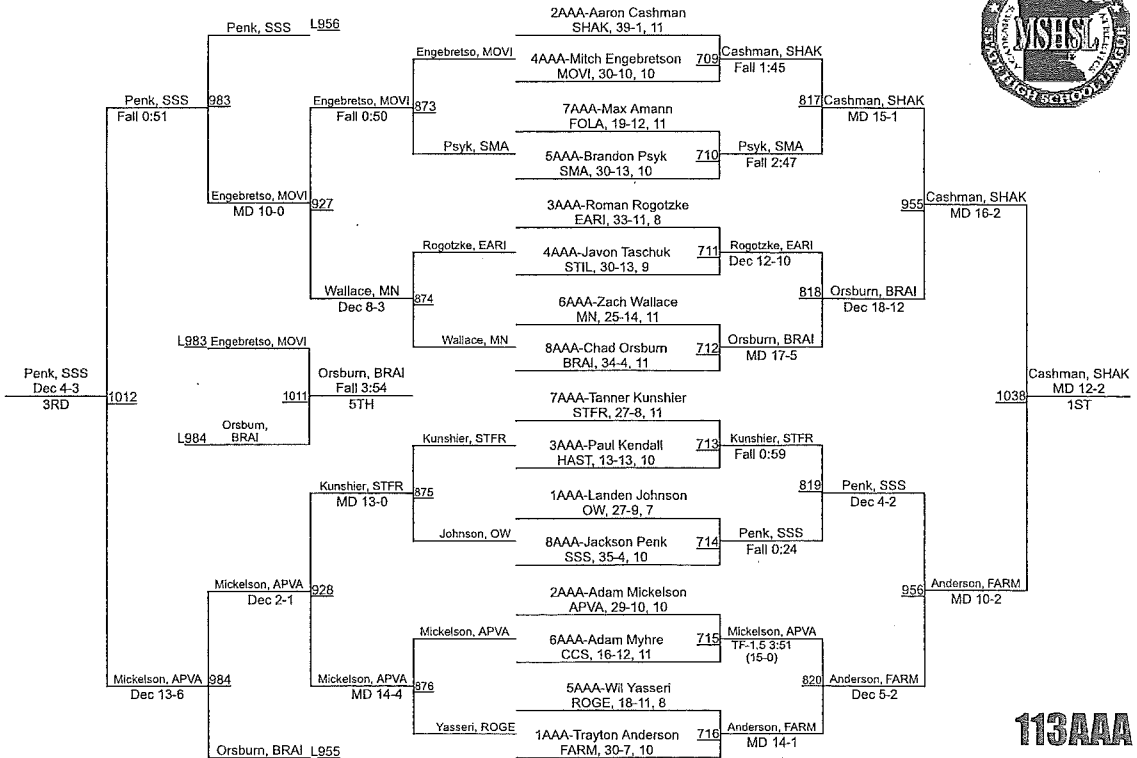 2AAA-Aaron Cashman
SHAK, 39-1, 11
4AAA-Mitch Engebretson
MOVI, 30-10, 10
7AAA-Max Amann
FOLA, 19-12, 11
5AAA-Brandon Psyk
SMA, 30-13, 10
3AAA-Roman Rogotzke
EARI, 33-11, 8
4AAA-Javon Taschuk
STIL, 30-13, 9
6AAA-Zach Wallace
MN, 25-14, 11
8AAA-Chad Orsburn
BRAI, 34-4, 11
7AAA-Tanner Kunshier
STFR, 27-8, 11
3AAA-Paul Kendall
HAST, 13-13, 10
1AAA-Landen Johnson
OW, 27-9, 7
8AAA-Jackson Penk
SSS, 35-4, 10
2AAA-Adam Mickelson
APVA, 29-10, 10
6AAA-Adam Myhre
CCS, 16-12, 11
5AAA-Wil Yasseri
ROGE, 18-11, 8
1AAA-Trayton Anderson
FARM, 30-7, 10
709
Cashman, SHAK
Fall 1:45
710
Psyk, SMA
Fall 2:47
711
Rogotzke, EARI
Dec 12-10
712
Orsburn, BRAI
MD 17-5
713
Kunshier, STFR
Fall 0:59
714
Penk, SSS
Fall 0:24
715
Mickelson, APVA
TF-1.5 3:51
(15-0)
716
Anderson, FARM
MD 14-1
817
Cashman, SHAK
MD 15-1
818
Orsburn, BRAI
Dec 18-12
819
Penk, SSS
Dec 4-2
820
Anderson, FARM
Dec 5-2
955
Cashman, SHAK
MD 16-2
956
Anderson, FARM
MD 10-2
1038
Cashman, SHAK
MD 12-2
1ST
Engebretso, MOVI
873
Psyk, SMA
Rogotzke, EARI
874
Wallace, MN
Kunshier, STFR
875
Johnson, OW
Mickelson, APVA
876
Yasseri, ROGE
Engebretso, MOVI
Fall 0:50
927
Wallace, MN
Dec 8-3
Kunshier, STFR
MD 13-0
928
Mickelson, APVA
MD 14-4
Penk, SSS L956
983
Engebretso, MOVI
MD 10-0
Mickelson, APVA
Dec 2-1
984
Orsburn, BRAI L955
Penk, SSS
Fall 0:51
1012
Mickelson, APVA
Dec 13-6
Penk, SSS
Dec 4-3
3RD
L983 Engebretso, MOVI
1011
L984 Orsburn,
BRAI
Orsburn, BRAI
Fall 3:54
5TH
MSHSL
113AAA